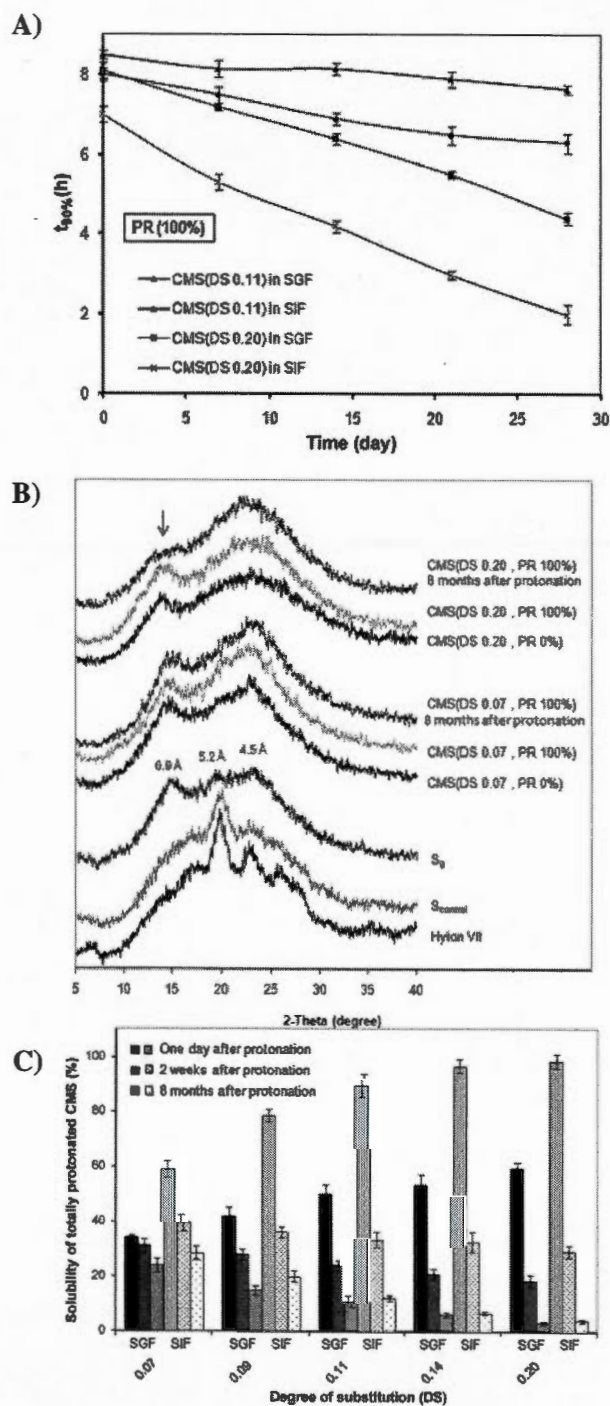 A)
8
6
4
2
0
t90%(h)
PR (100%)
CMS(DS 0.11) in SGF
CMS(DS 0.11) in SIF
CMS(DS 0.20) in SGF
CMS(DS 0.20) in SIF
0 5 10 15 20 25 30
Time (day)
B)
CMS(DS 0.20 , PR 100%)
8 months after protonation
CMS(DS 0.20, PR 100%)
CMS(DS 0.20 , PR 0%)
CMS(DS 0.07 , PR 100%)
8 months after protonation
CMS(DS 0.07 , PR 100%)
CMS(DS 0.07 , PR 0%)
6.9 Å 5.2 Å 4.5 Å
Scontrol
Hylon VII
5 10 15 20 25 30 35 40
2-Theta (degree)
C)
100
80
60
40
20
0
Solubility of totally protonated CMS (%)
One day after protonation
2 weeks after protonation
8 months after protonation
SGF SIF SGF SIF SGF SIF SGF SIF SGF SIF
0.07 0.09 0.11 0.14 0.20
Degree of substitution (DS)